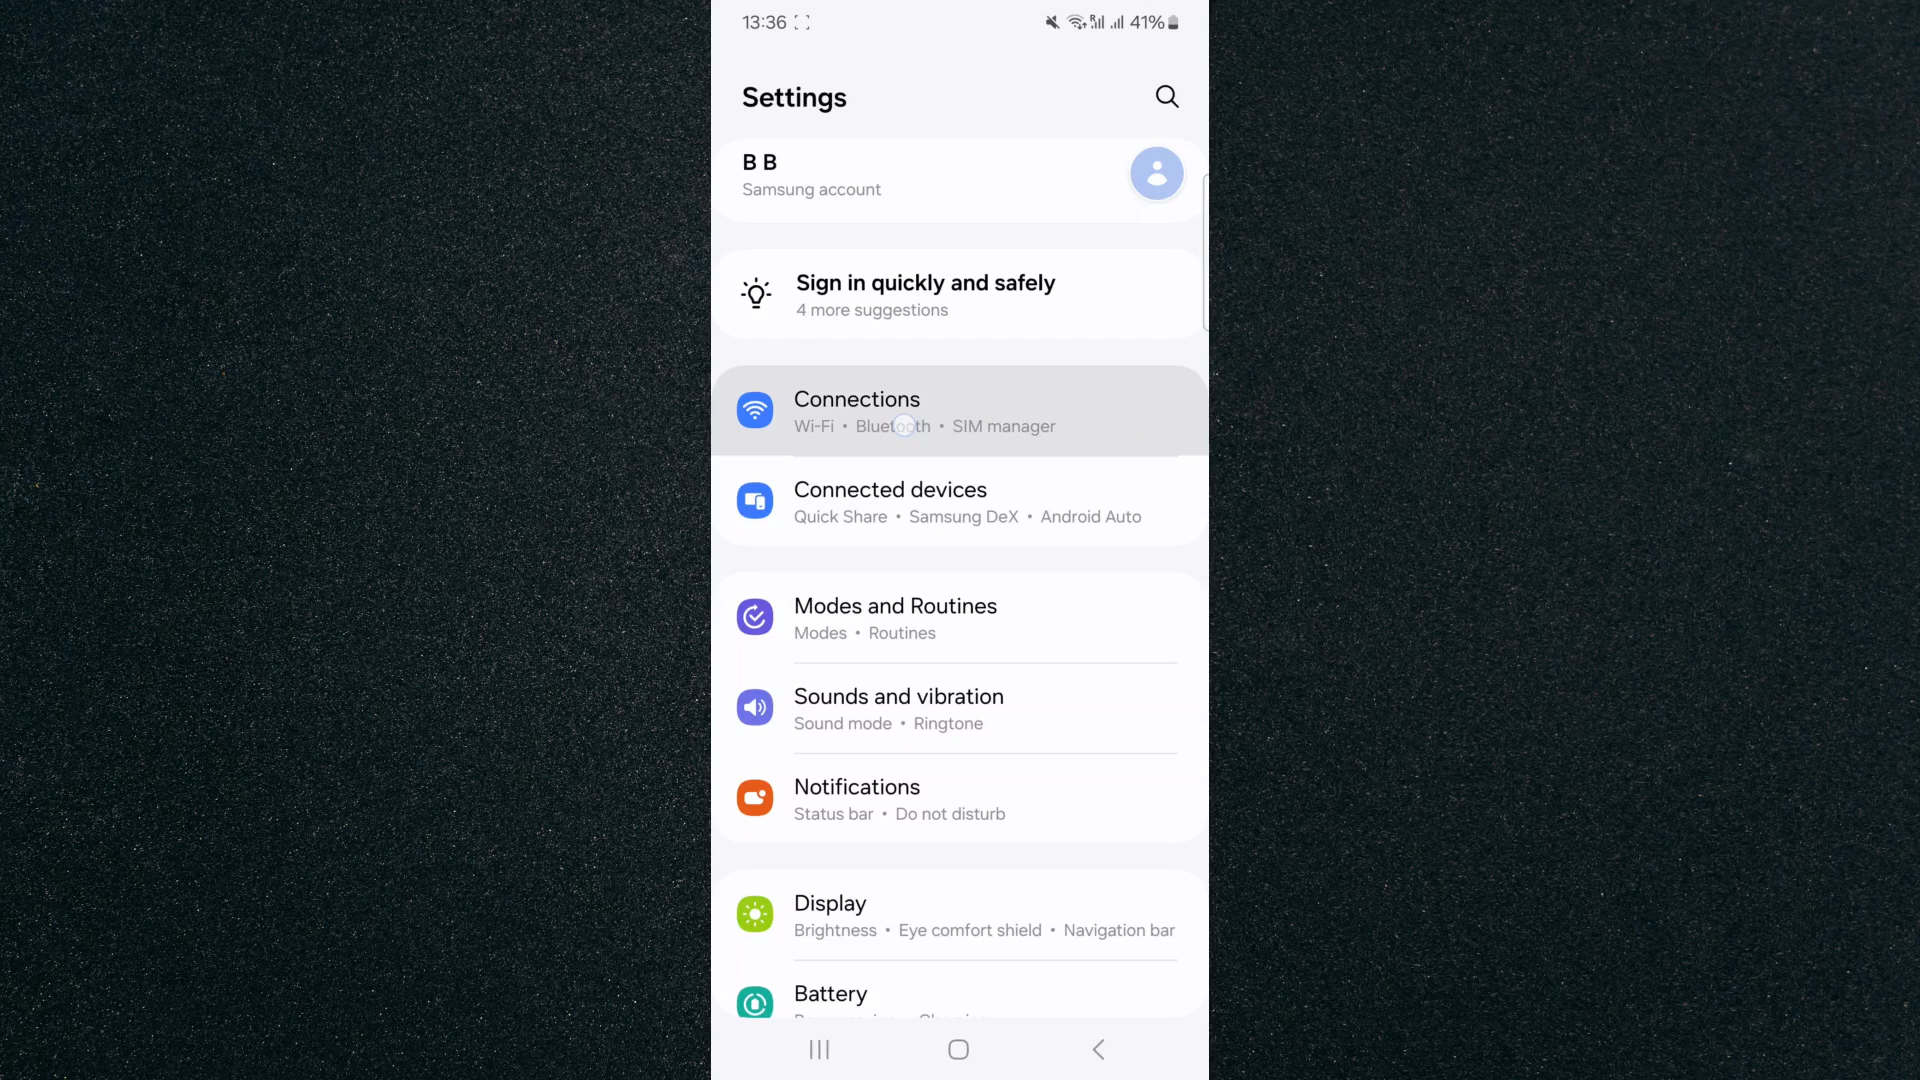 13:36 41%
Settings
B B
Samsung account
Sign in quickly and safely
4 more suggestions
Connections
Wi-Fi • Bluetooth • SIM manager
Connected devices
Quick Share • Samsung DeX • Android Auto
Modes and Routines
Modes • Routines
Sounds and vibration
Sound mode • Ringtone
Notifications
Status bar • Do not disturb
Display
Brightness • Eye comfort shield • Navigation bar
Battery